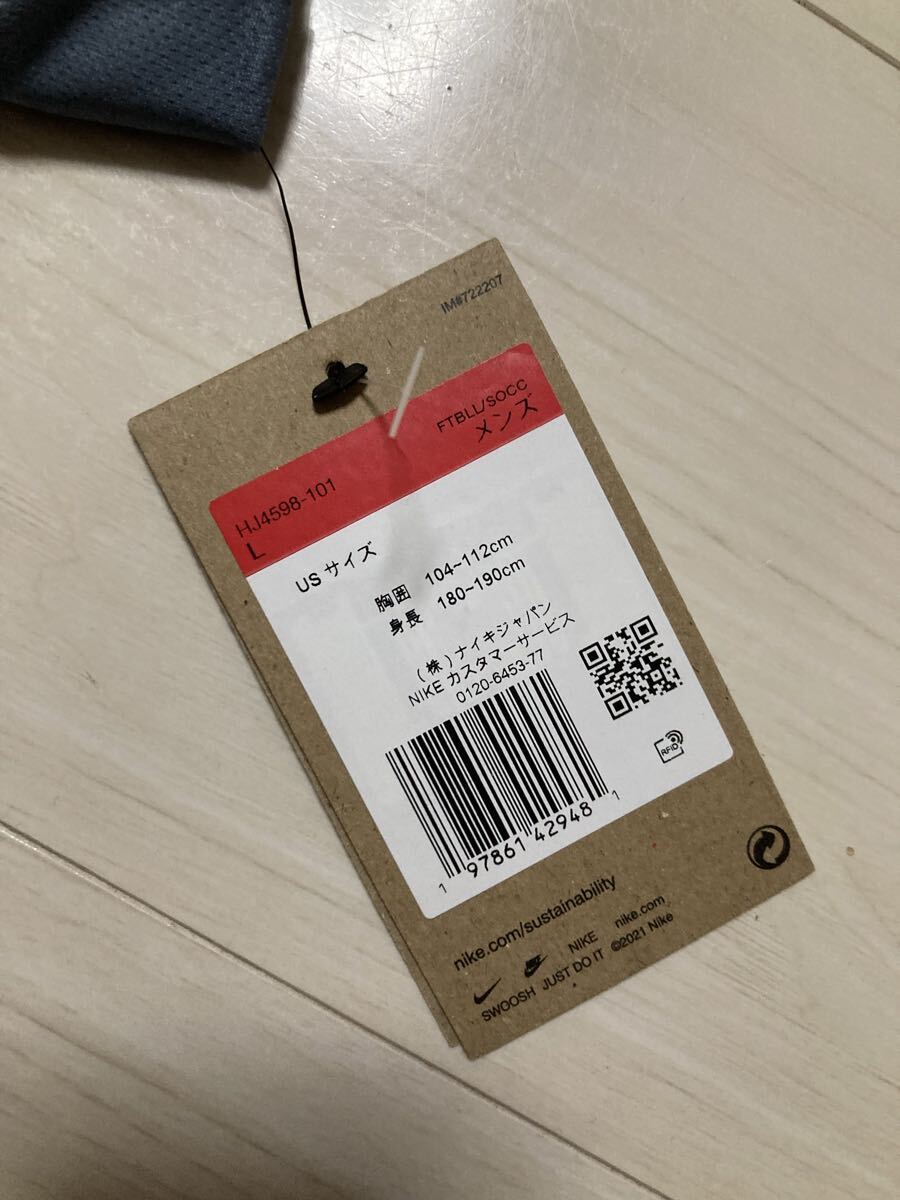 IM#722207
FTBLL/SOCC
メンズ
HJ4598-101
L
US サイズ
胸囲 104~112cm
身長 180~190cm
(株)ナイキジャパン
NIKE カスタマーサービス
0120-6453-77
1 97861 42948 1
RFID
nike.com/sustainability
NIKE nike.com
SWOOSH JUST DO IT ©2021 Nike